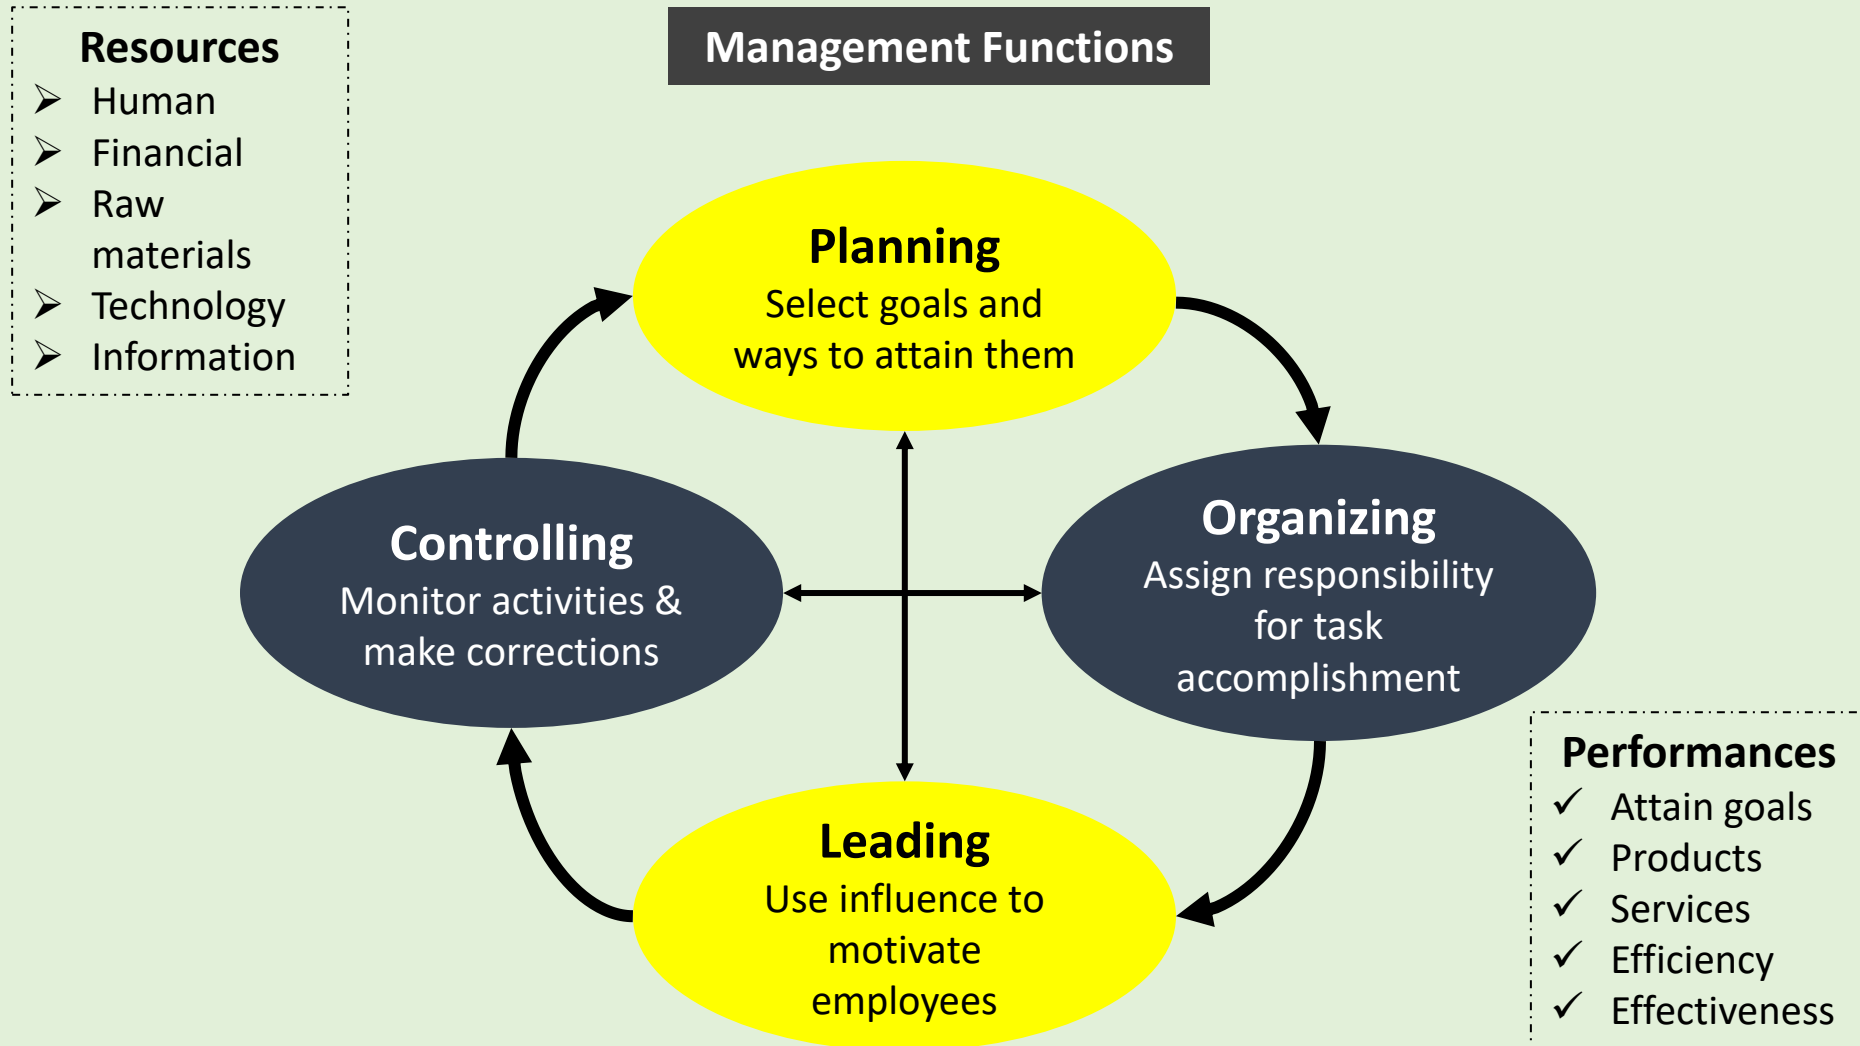 Management Functions
Resources
Human
Financial
Raw
materials
Technology
Information
Planning
Select goals and
ways to attain them
Controlling
Monitor activities &
make corrections
Organizing
Assign responsibility
for task
accomplishment
Leading
Use influence to
motivate
employees
Performances
Attain goals
Products
Services
Efficiency
Effectiveness